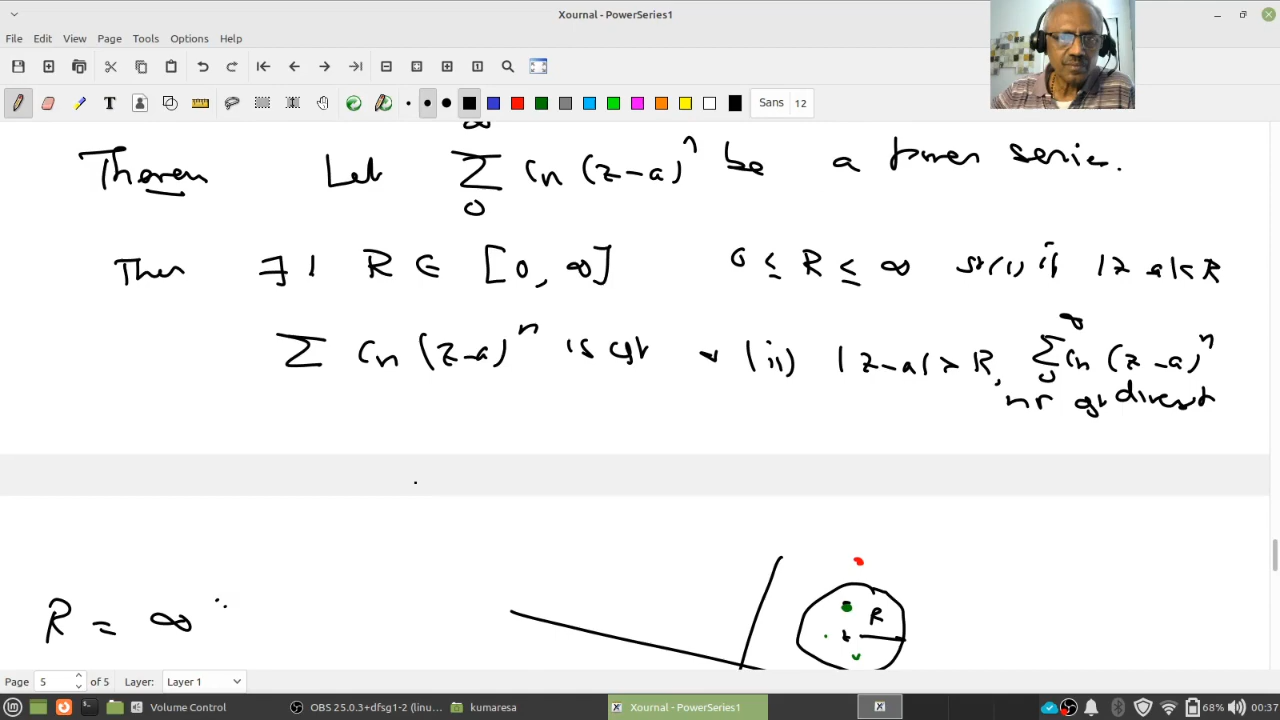 Xournal - PowerSeries1
File Edit View Page Tools Options Help
Sans 12
∞
Theorem Let ∑ Cn (z-a)^n be a power series.
0
Then ∃! R ∈ [0, ∞] 0 ≤ R ≤ ∞ st (i) if |z-a|<R
∑ Cn (z-a)^n is cgt & (ii) |z-a| > R, ∑_0^∞ Cn (z-a)^n
divergent
R = ∞ :
R
Page 5 of 5 Layer: Layer 1
Volume Control OBS 25.0.3+dfsg1-2 (linu... kumaresa Xournal - PowerSeries1 68% 00:37